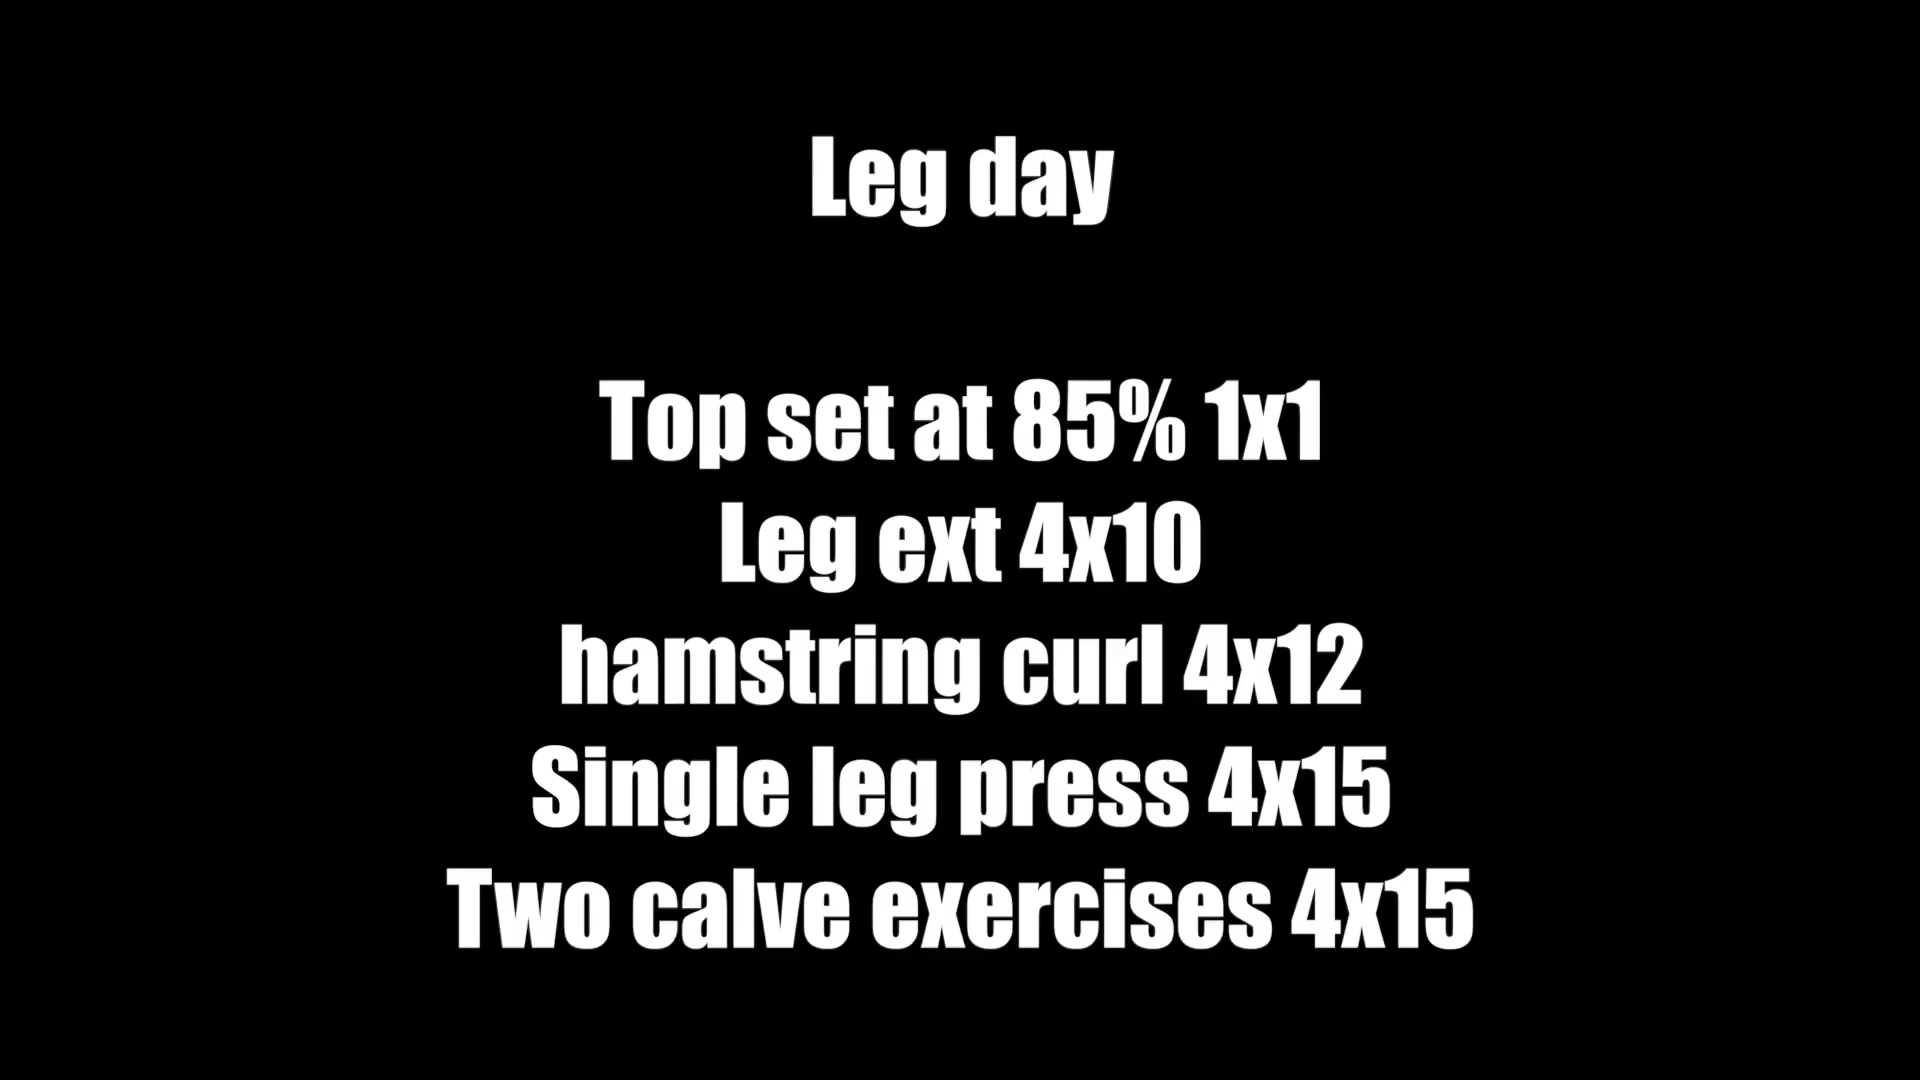 Leg day
Top set at 85% 1x1
Leg ext 4x10
hamstring curl 4x12
Single leg press 4x15
Two calve exercises 4x15